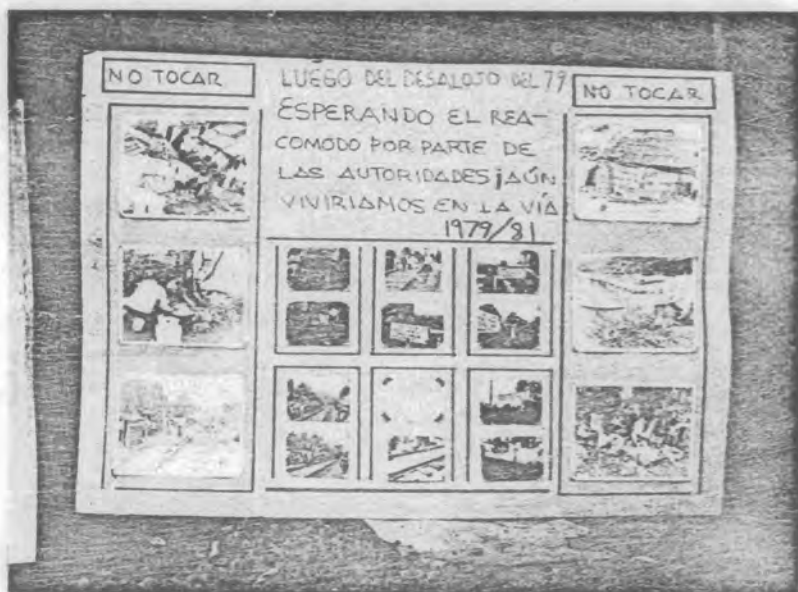 NO TOCAR
LUEGO DEL DESALOJO DEL 79
ESPERANDO EL REA-
COMODO POR PARTE DE
LAS AUTORIDADES ¡AÚN
VIVIRIAMOS EN LA VÍA
1979/81
NO TOCAR